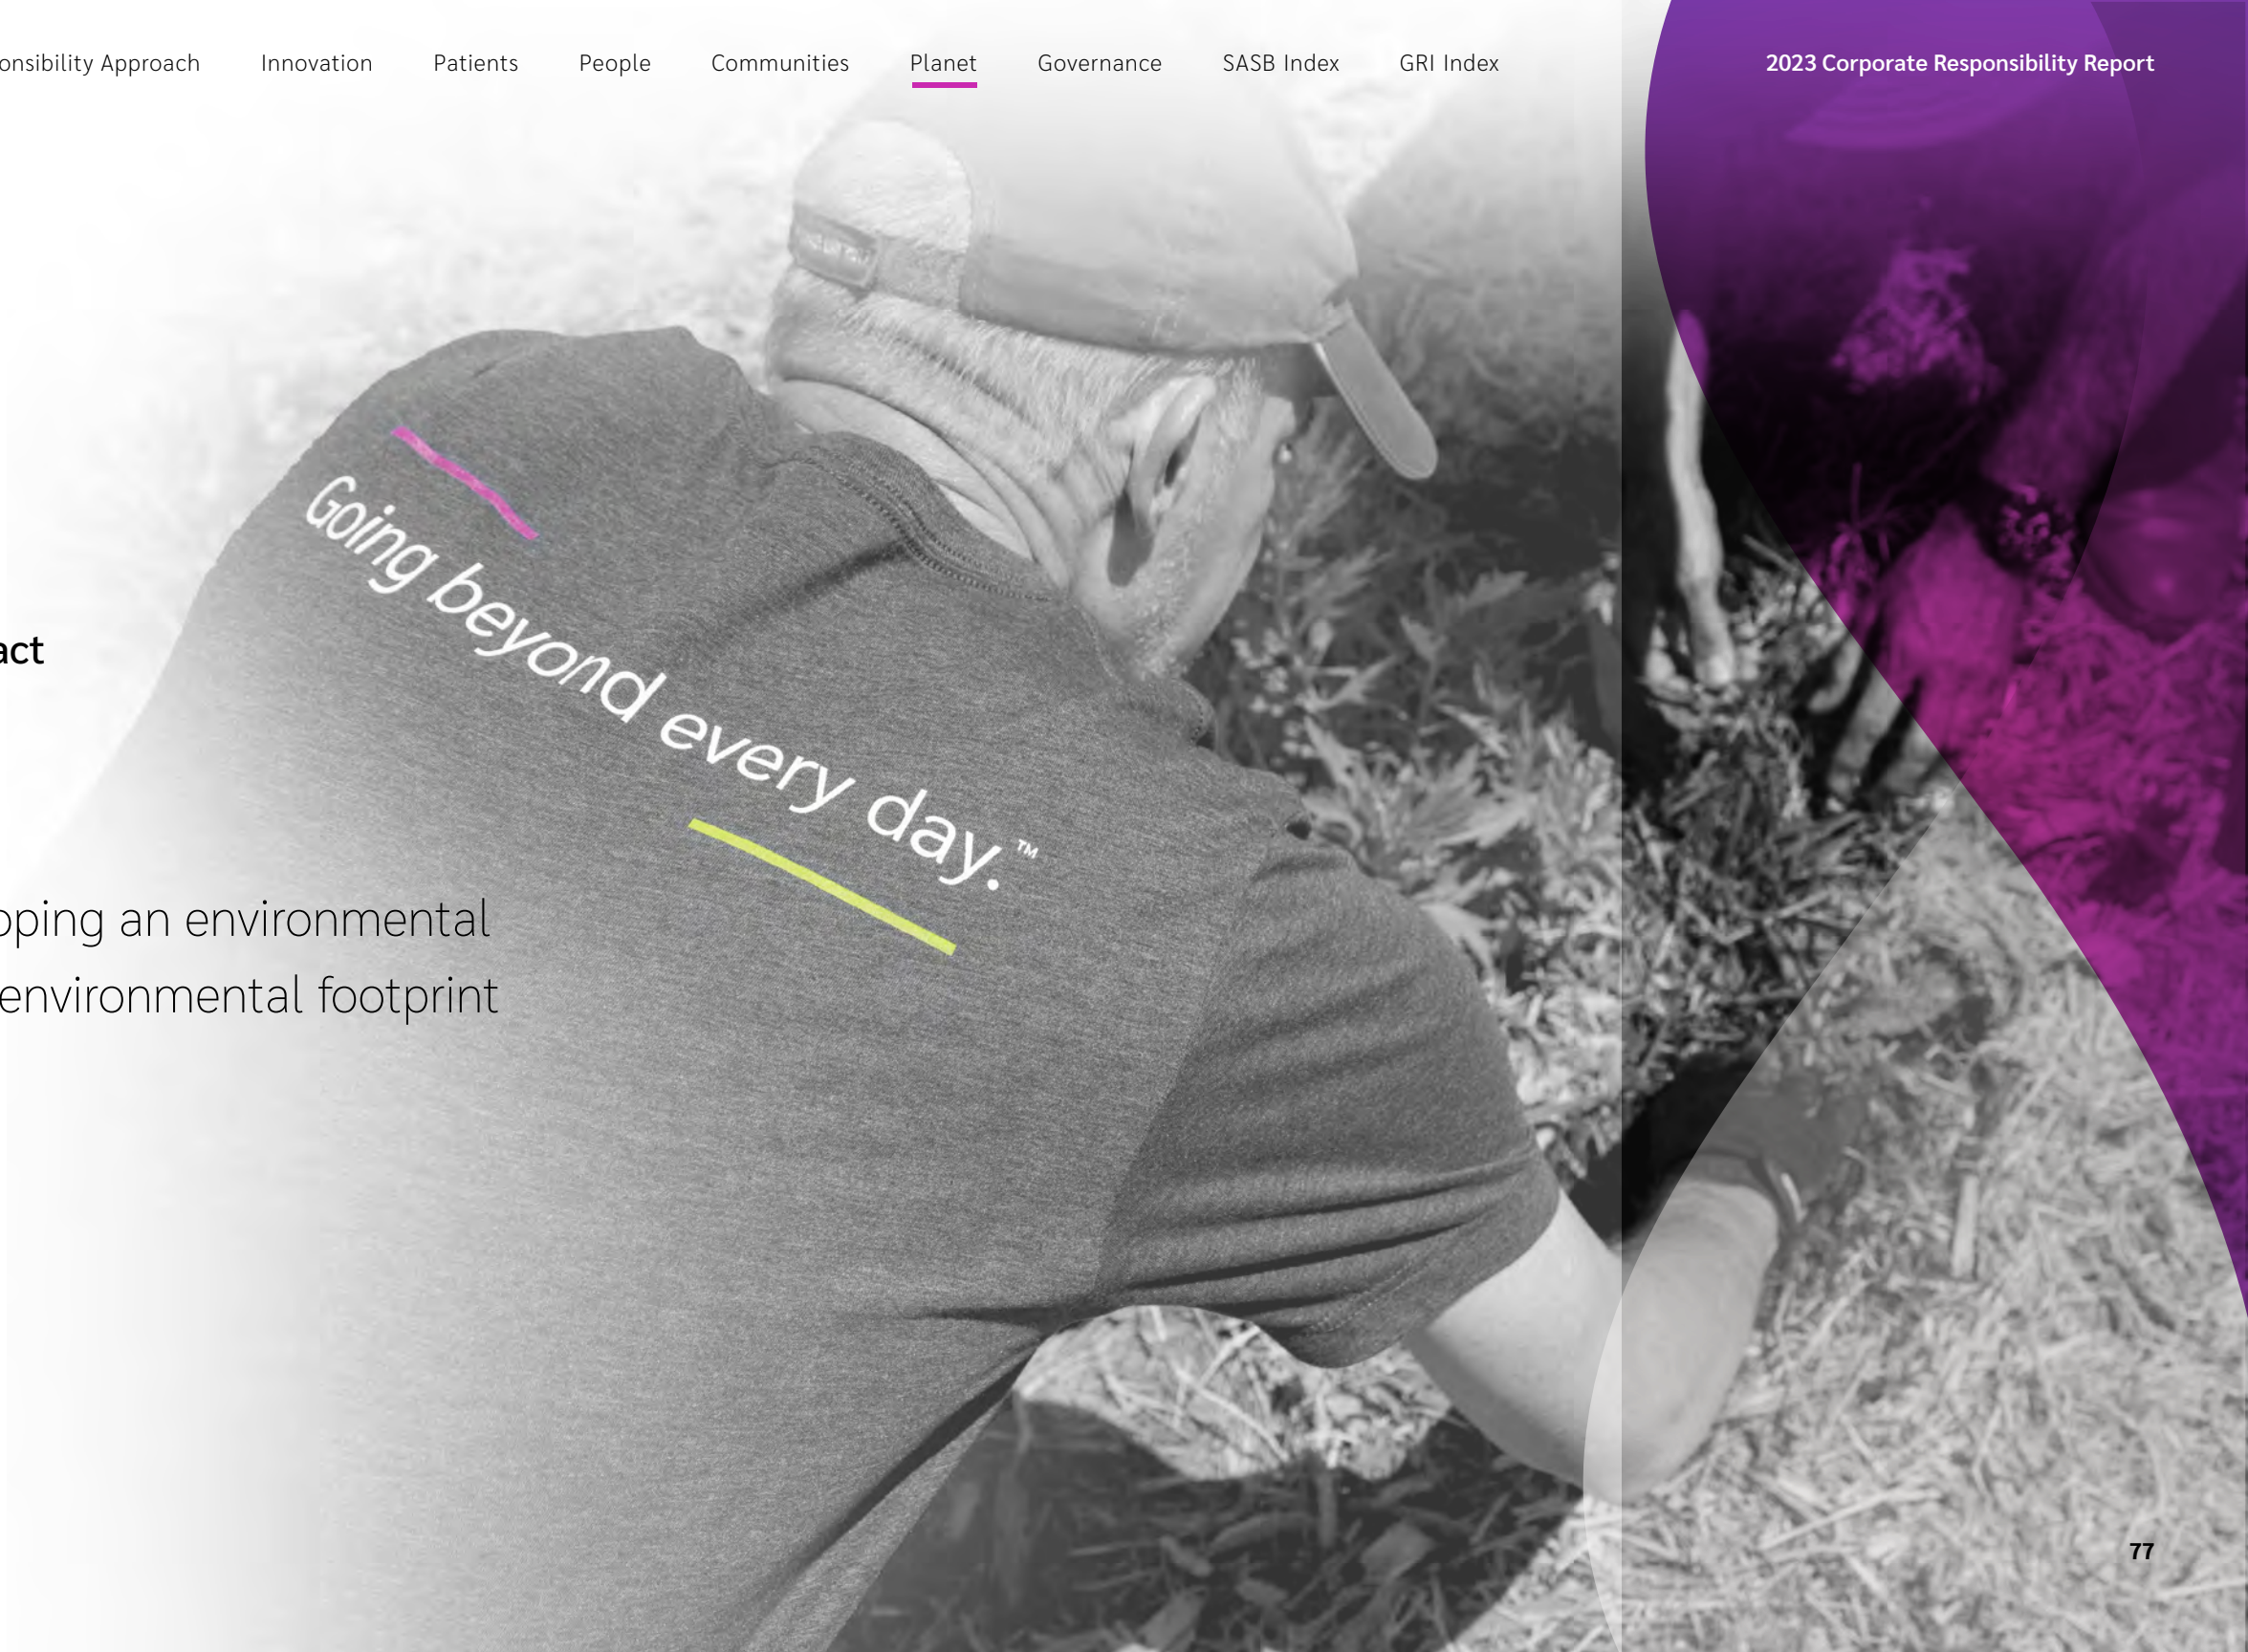 onsibility Approach Innovation Patients People Communities Planet Governance SASB Index GRI Index 2023 Corporate Responsibility Report
Going beyond every day.™
act
oping an environmental
environmental footprint
77